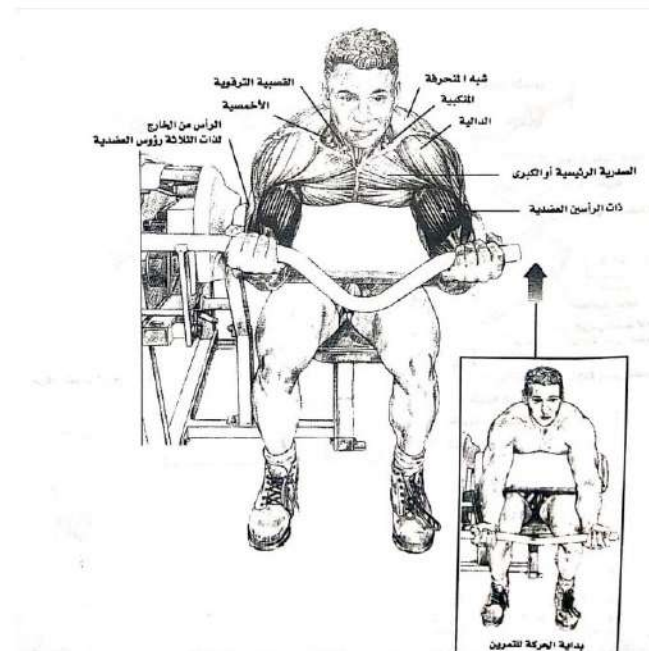 شبه المنحرفة
القصبية الترقوية
المنكبية
الأخمسية
الدالية
الرأس من الخارج
لذات الثلاثة رؤوس العضدية
الصدرية الرئيسية أو الكبرى
ذات الرأسين العضدية
بداية الحركة للتمرين